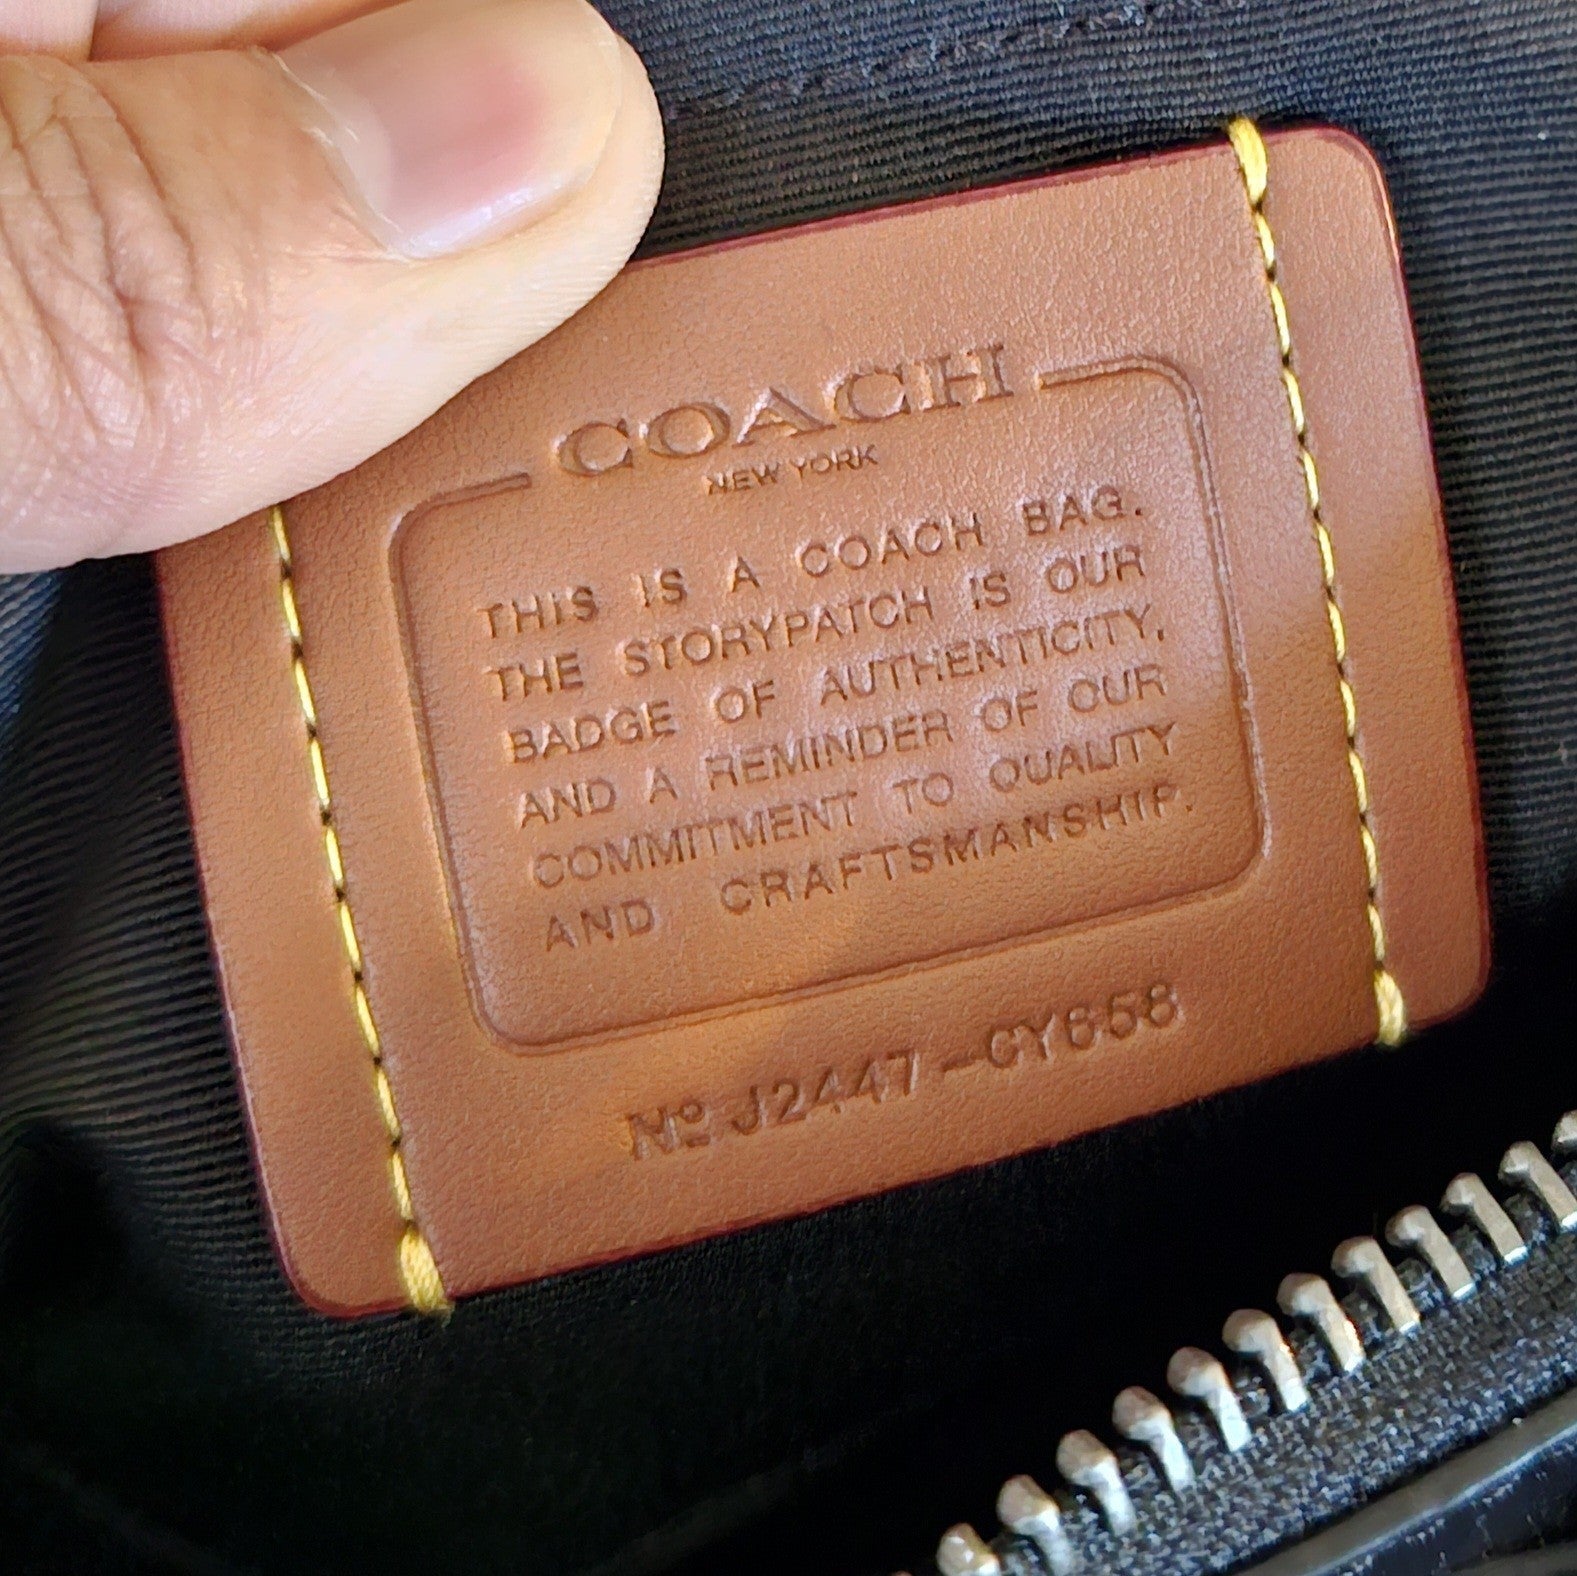 COACH
NEW YORK
THIS IS A COACH BAG.
THE STORYPATCH IS OUR
BADGE OF AUTHENTICITY,
AND A REMINDER OF OUR
COMMITMENT TO QUALITY
AND CRAFTSMANSHIP.
Nº J2447-CY658